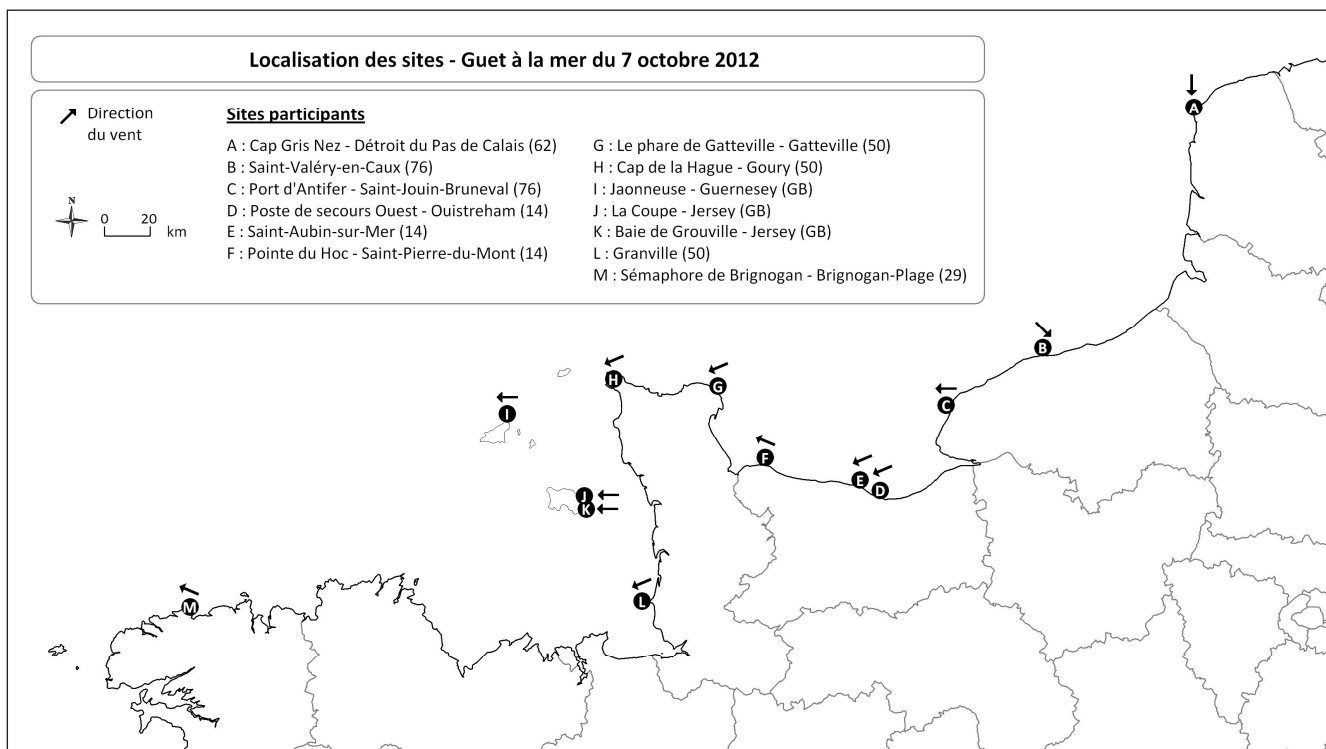 Localisation des sites - Guet à la mer du 7 octobre 2012
Direction
du vent
N
0 20
km
Sites participants
A : Cap Gris Nez - Détroit du Pas de Calais (62)
B : Saint-Valéry-en-Caux (76)
C : Port d'Antifer - Saint-Jouin-Bruneval (76)
D : Poste de secours Ouest - Ouistreham (14)
E : Saint-Aubin-sur-Mer (14)
F : Pointe du Hoc - Saint-Pierre-du-Mont (14)
G : Le phare de Gatteville - Gatteville (50)
H : Cap de la Hague - Goury (50)
I : Jaonneuse - Guernesey (GB)
J : La Coupe - Jersey (GB)
K : Baie de Grouville - Jersey (GB)
L : Granville (50)
M : Sémaphore de Brignogan - Brignogan-Plage (29)
A
B
H
G
C
I
F
E
D
J
K
L
M